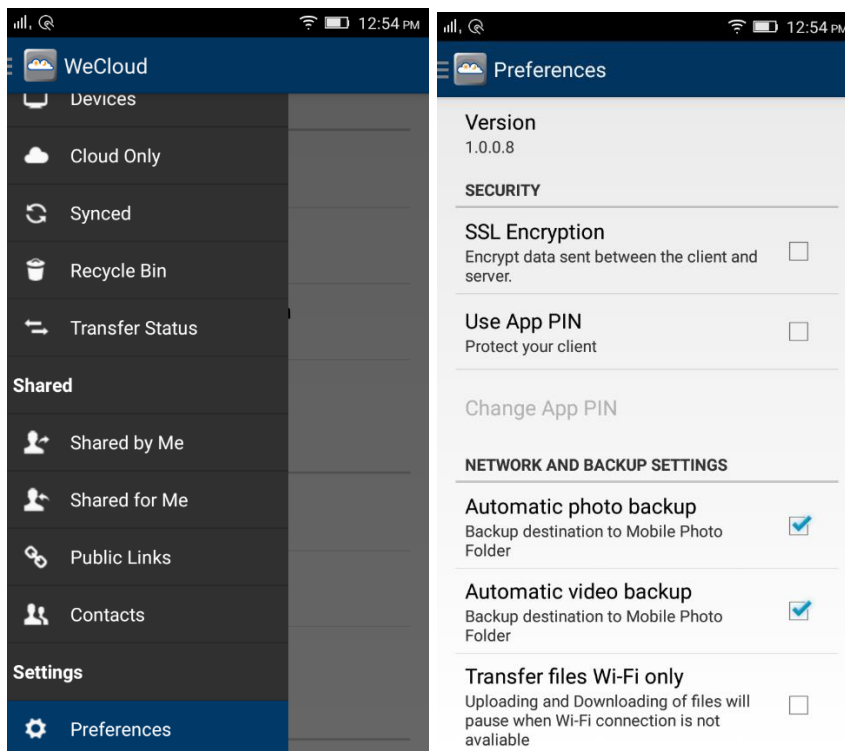 12:54 PM
WeCloud
Devices
Cloud Only
Synced
Recycle Bin
Transfer Status
Shared
Shared by Me
Shared for Me
Public Links
Contacts
Settings
Preferences
12:54 PM
Preferences
Version
1.0.0.8
SECURITY
SSL Encryption
Encrypt data sent between the client and
server.
Use App PIN
Protect your client
Change App PIN
NETWORK AND BACKUP SETTINGS
Automatic photo backup
Backup destination to Mobile Photo
Folder
Automatic video backup
Backup destination to Mobile Photo
Folder
Transfer files Wi-Fi only
Uploading and Downloading of files will
pause when Wi-Fi connection is not
avaliable